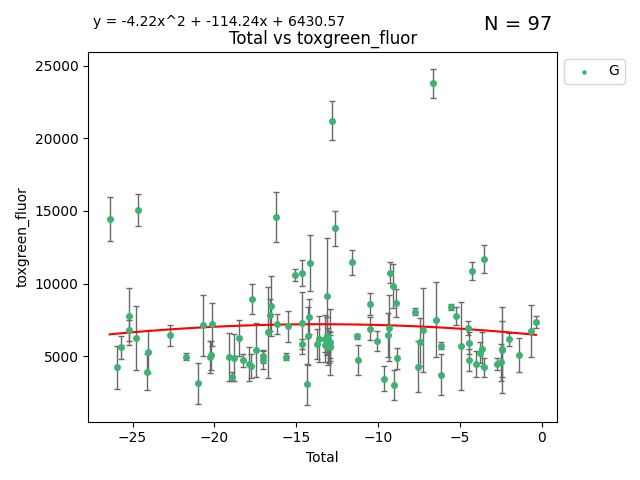 y = -4.22x^2 + -114.24x + 6430.57
N = 97
Total vs toxgreen_fluor
G
25000
20000
15000
10000
5000
toxgreen_fluor
−25 −20 −15 −10 −5 0
Total